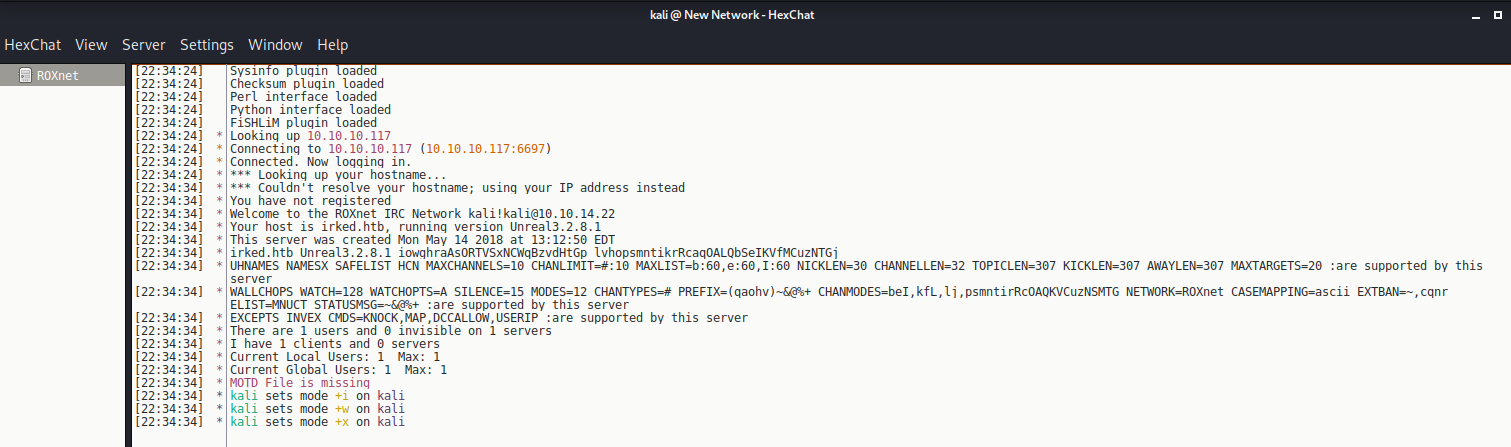 kali @ New Network - HexChat
HexChat View Server Settings Window Help
ROXnet
[22:34:24] Sysinfo plugin loaded
[22:34:24] Checksum plugin loaded
[22:34:24] Perl interface loaded
[22:34:24] Python interface loaded
[22:34:24] FiSHLiM plugin loaded
[22:34:24] * Looking up 10.10.10.117
[22:34:24] * Connecting to 10.10.10.117 (10.10.10.117:6697)
[22:34:24] * Connected. Now logging in.
[22:34:24] * *** Looking up your hostname...
[22:34:34] * *** Couldn't resolve your hostname; using your IP address instead
[22:34:34] * You have not registered
[22:34:34] * Welcome to the ROXnet IRC Network kali!kali@10.10.14.22
[22:34:34] * Your host is irked.htb, running version Unreal3.2.8.1
[22:34:34] * This server was created Mon May 14 2018 at 13:12:50 EDT
[22:34:34] * irked.htb Unreal3.2.8.1 iowghraAsORTVSxNCWqBzvdHtGp lvhopsmntikrRcaqOALQbSeIKVfMCuzNTGj
[22:34:34] * UHNAMES NAMESX SAFELIST HCN MAXCHANNELS=10 CHANLIMIT=#:10 MAXLIST=b:60,e:60,I:60 NICKLEN=30 CHANNELLEN=32 TOPICLEN=307 KICKLEN=307 AWAYLEN=307 MAXTARGETS=20 :are supported by this
server
[22:34:34] * WALLCHOPS WATCH=128 WATCHOPTS=A SILENCE=15 MODES=12 CHANTYPES=# PREFIX=(qaohv)~&@%+ CHANMODES=beI,kfL,lj,psmntirRcOAQKVCuzNSMTG NETWORK=ROXnet CASEMAPPING=ascii EXTBAN=~,cqnr
ELIST=MNUCT STATUSMSG=~&@%+ :are supported by this server
[22:34:34] * EXCEPTS INVEX CMDS=KNOCK,MAP,DCCALLOW,USERIP :are supported by this server
[22:34:34] * There are 1 users and 0 invisible on 1 servers
[22:34:34] * I have 1 clients and 0 servers
[22:34:34] * Current Local Users: 1  Max: 1
[22:34:34] * Current Global Users: 1  Max: 1
[22:34:34] * MOTD File is missing
[22:34:34] * kali sets mode +i on kali
[22:34:34] * kali sets mode +w on kali
[22:34:34] * kali sets mode +x on kali